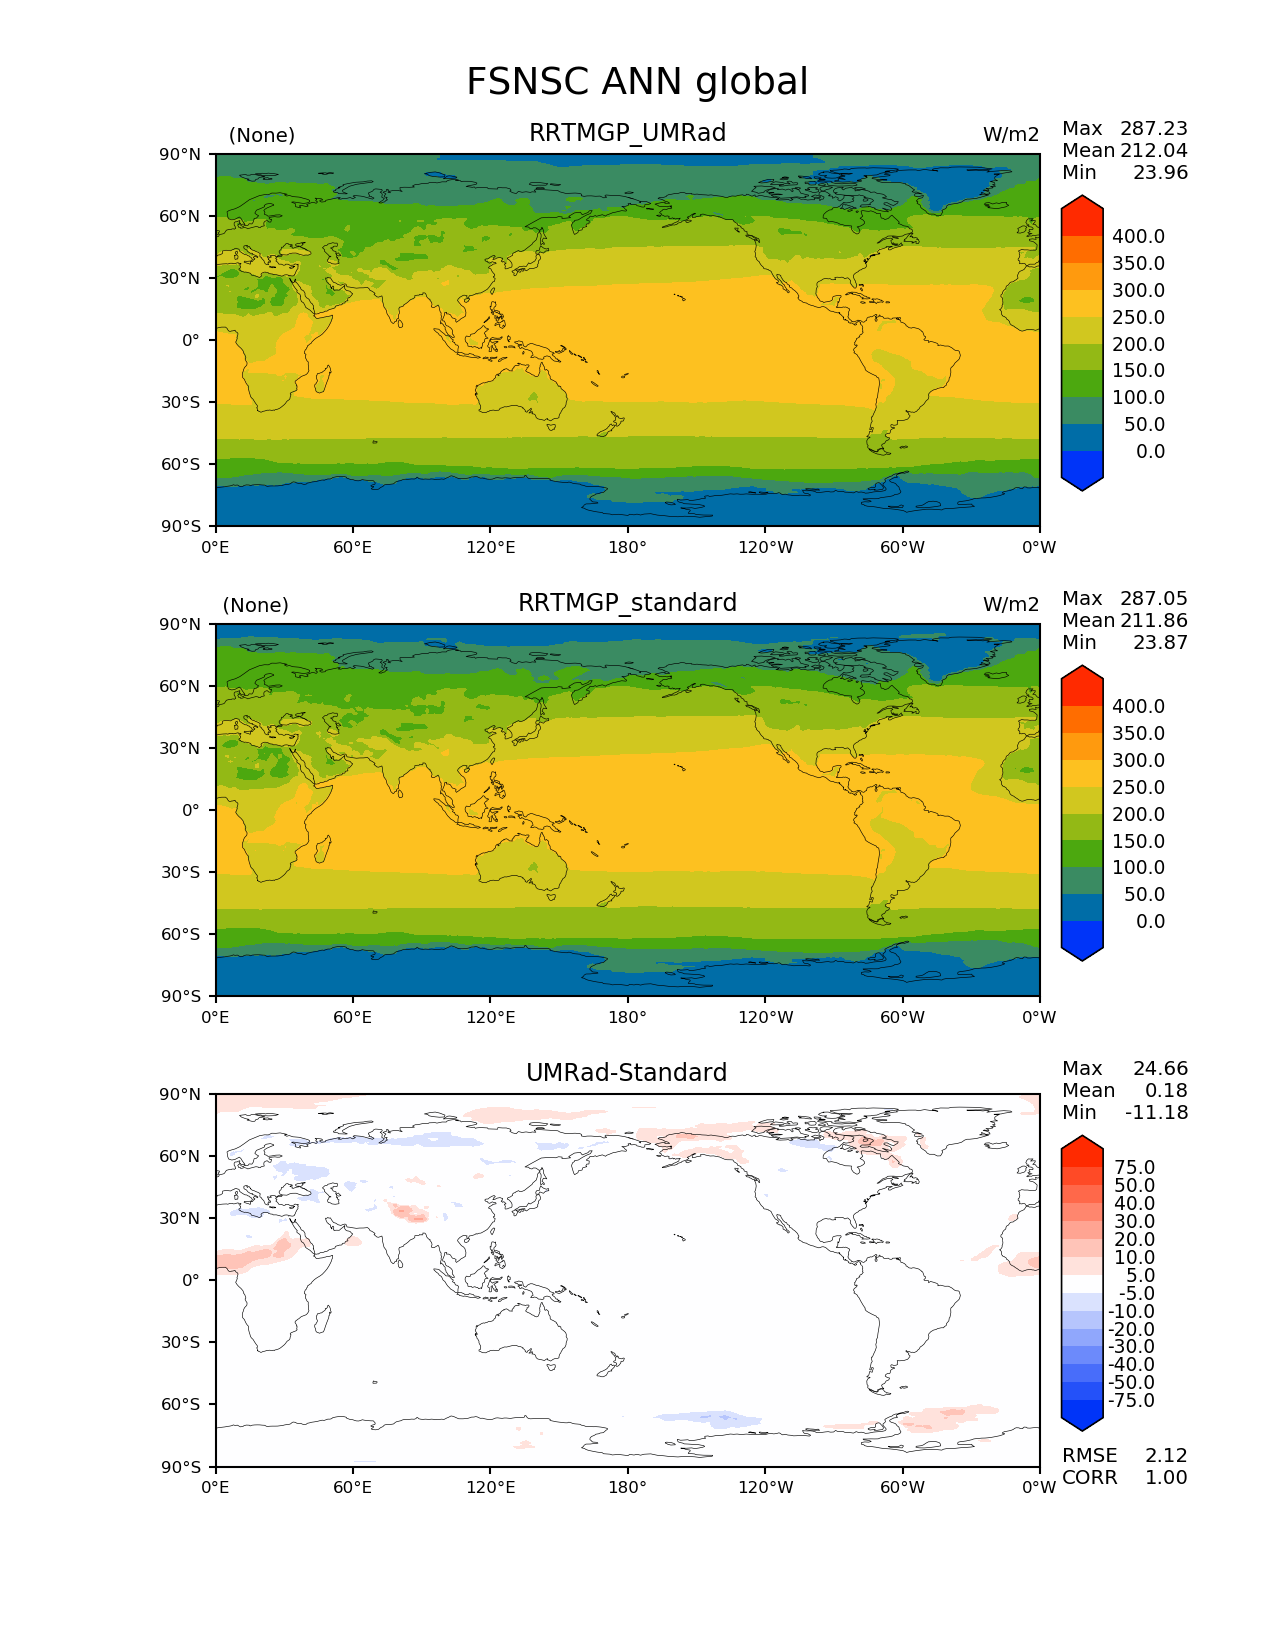 FSNSC ANN global
(None) RRTMGP_UMRad W/m2
Max 287.23
Mean 212.04
Min 23.96
90°N
60°N
30°N
0°
30°S
60°S
90°S
0°E 60°E 120°E 180° 120°W 60°W 0°W
400.0
350.0
300.0
250.0
200.0
150.0
100.0
50.0
0.0
(None) RRTMGP_standard W/m2
Max 287.05
Mean 211.86
Min 23.87
90°N
60°N
30°N
0°
30°S
60°S
90°S
0°E 60°E 120°E 180° 120°W 60°W 0°W
400.0
350.0
300.0
250.0
200.0
150.0
100.0
50.0
0.0
UMRad-Standard
Max 24.66
Mean 0.18
Min -11.18
90°N
60°N
30°N
0°
30°S
60°S
90°S
0°E 60°E 120°E 180° 120°W 60°W 0°W
75.0
50.0
40.0
30.0
20.0
10.0
5.0
-5.0
-10.0
-20.0
-30.0
-40.0
-50.0
-75.0
RMSE 2.12
CORR 1.00